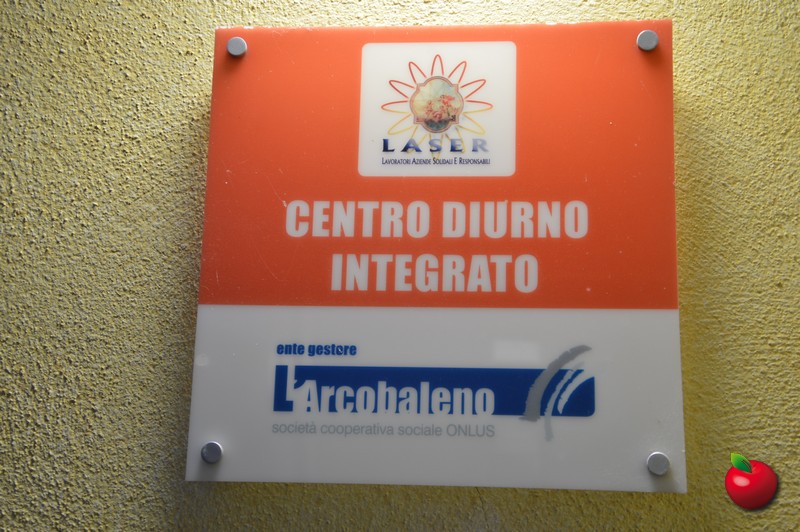 LASER
LAVORATORI AZIENDE SOLIDALI E RESPONSABILI
CENTRO DIURNO
INTEGRATO
ente gestore
L'Arcobaleno
società cooperativa sociale ONLUS